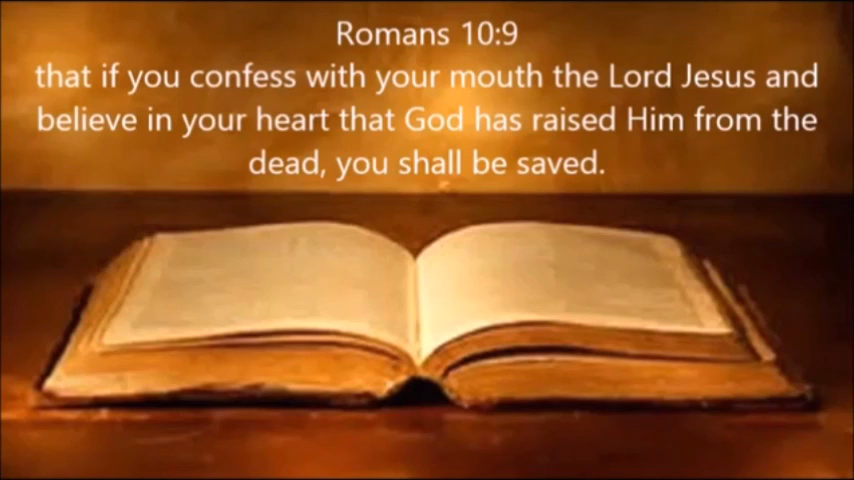 Romans 10:9
that if you confess with your mouth the Lord Jesus and
believe in your heart that God has raised Him from the
dead, you shall be saved.